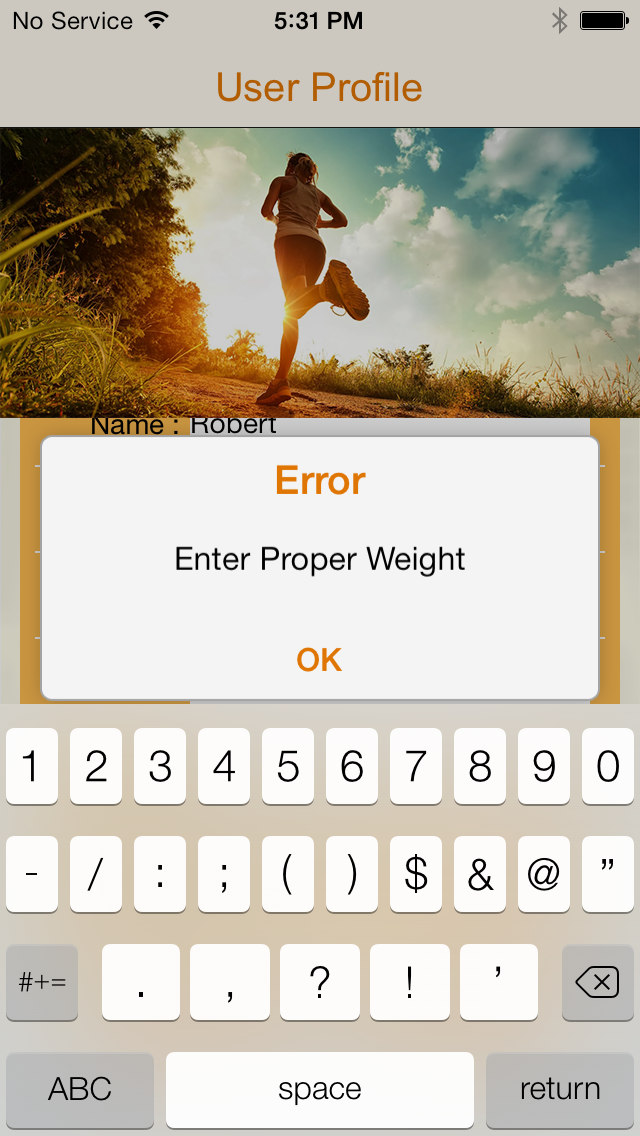 No Service 5:31 PM
User Profile
Name : Robert
Error
Enter Proper Weight
OK
1 2 3 4 5 6 7 8 9 0
- / : ; ( ) $ & @ ”
#+= . , ? ! ’
ABC space return